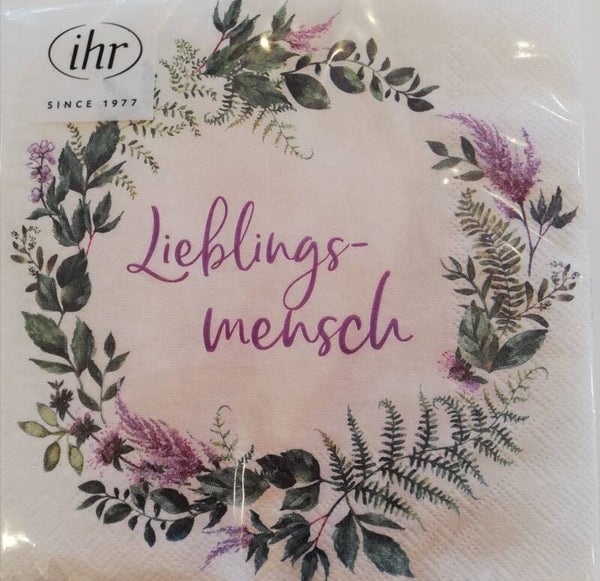 ihr
SINCE 1977
Lieblings-
mensch